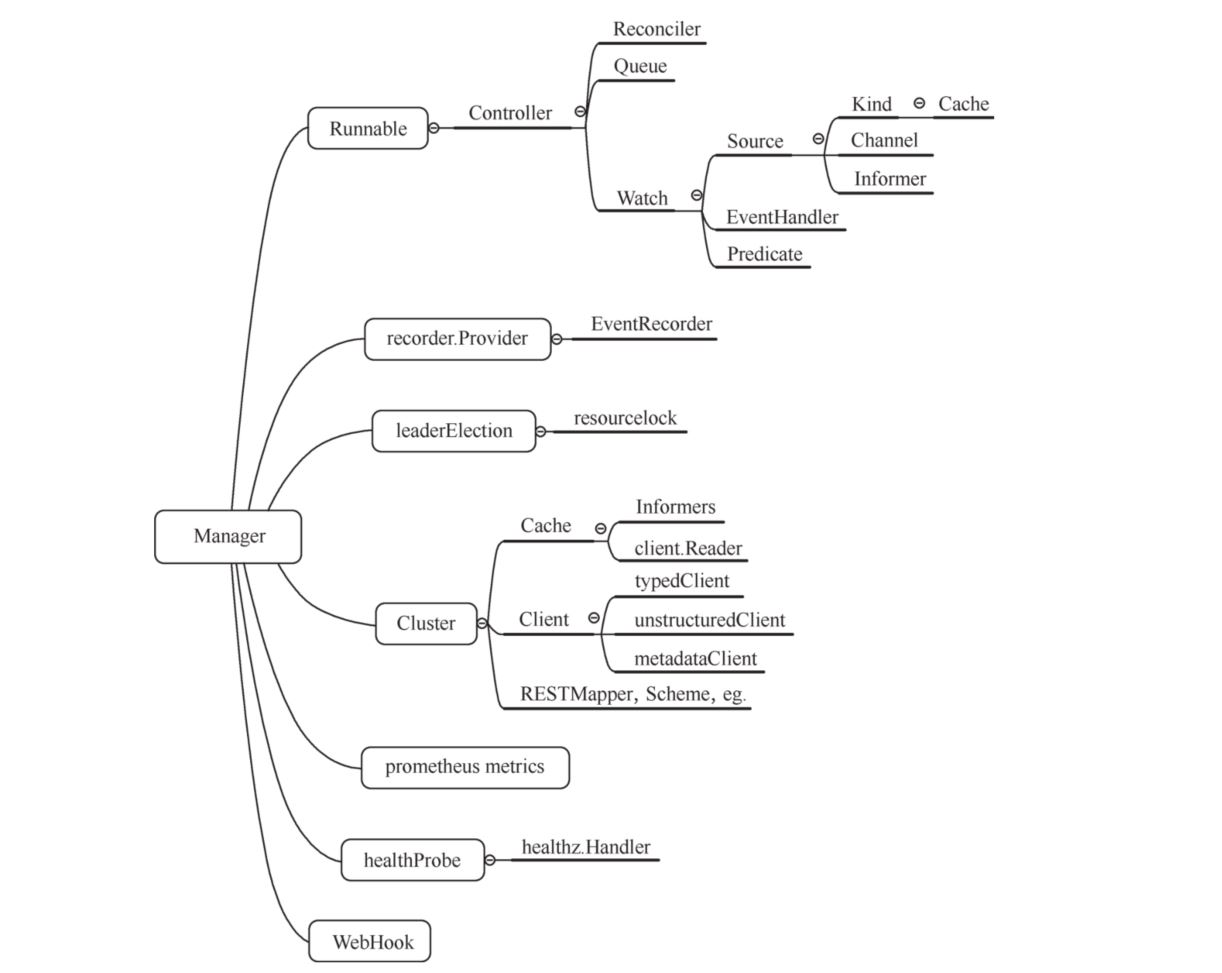 Reconciler
Queue
Kind
Cache
Controller
Runnable
Source
Channel
Informer
Watch
EventHandler
Predicate
EventRecorder
recorder.Provider
resourcelock
leaderElection
Manager
Informers
Cache
client.Reader
typedClient
Client
unstructuredClient
Cluster
metadataClient
RESTMapper, Scheme, eg.
prometheus metrics
healthz.Handler
healthProbe
WebHook